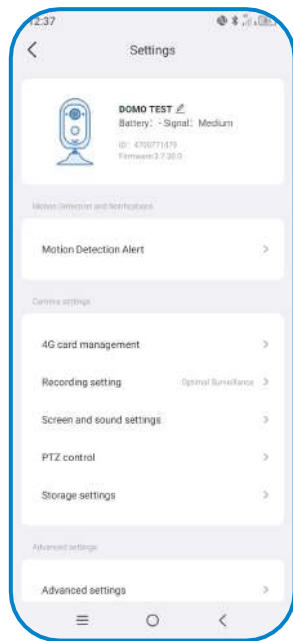 12:37
Settings
DOMO TEST
Battery: - Signal: Medium
ID: 4700771479
Firmware:3.7.30.0
Motion Detection and Notifications
Motion Detection Alert
Camera settings
4G card management
Recording setting Optimal Surveillance
Screen and sound settings
PTZ control
Storage settings
Advanced settings
Advanced settings